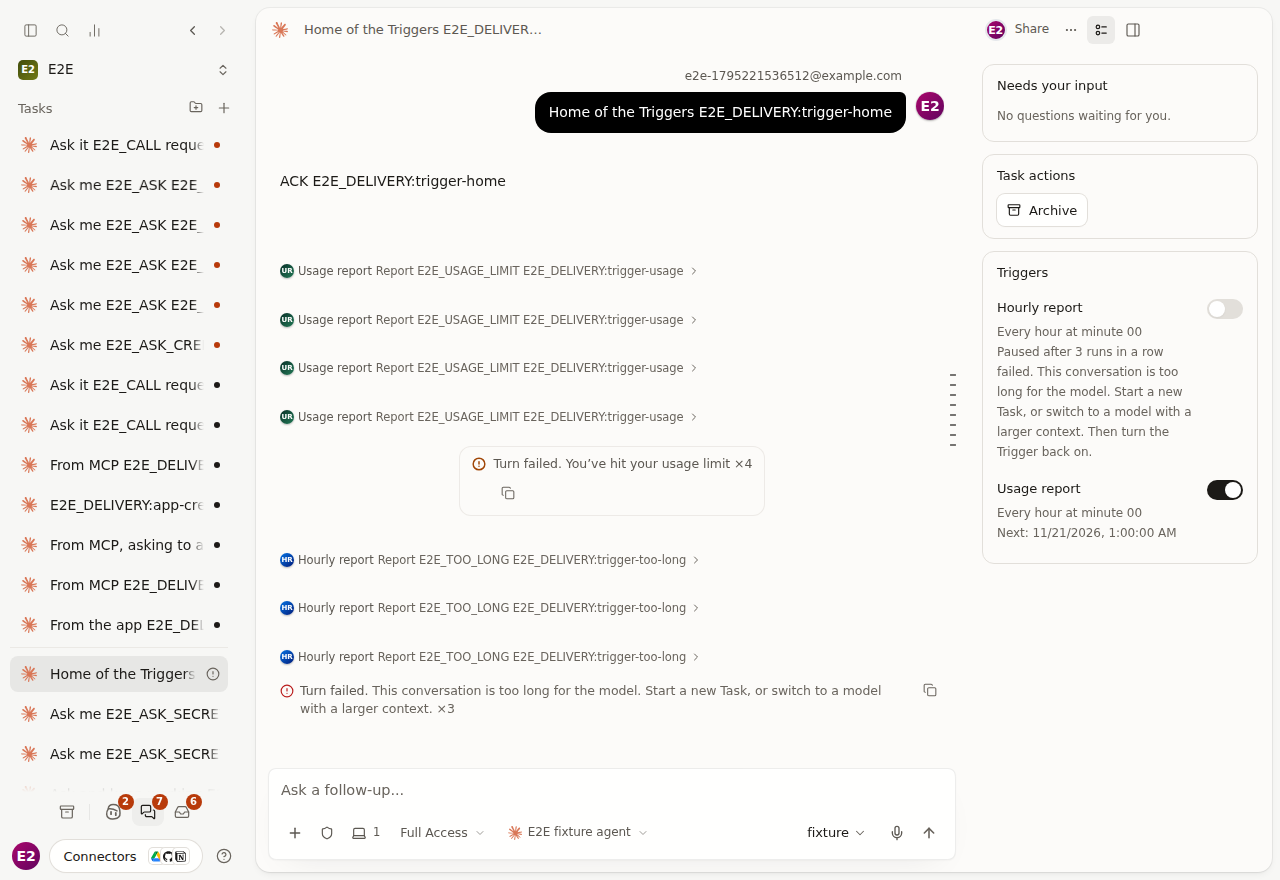 E2 E2E
Tasks
Ask it E2E_CALL reque
Ask me E2E_ASK E2E_
Ask me E2E_ASK E2E_
Ask me E2E_ASK E2E_
Ask me E2E_ASK E2E_
Ask me E2E_ASK_CRE
Ask it E2E_CALL reque
Ask it E2E_CALL reque
From MCP E2E_DELIVE
E2E_DELIVERY:app-cre
From MCP, asking to a
From MCP E2E_DELIVE
From the app E2E_DEL
Home of the Triggers
Ask me E2E_ASK_SECRE
Ask me E2E_ASK_SECRE
2 7 6
E2 Connectors
Home of the Triggers E2E_DELIVER…
E2 Share
e2e-1795221536512@example.com
Home of the Triggers E2E_DELIVERY:trigger-home
E2
ACK E2E_DELIVERY:trigger-home
UR Usage report Report E2E_USAGE_LIMIT E2E_DELIVERY:trigger-usage
UR Usage report Report E2E_USAGE_LIMIT E2E_DELIVERY:trigger-usage
UR Usage report Report E2E_USAGE_LIMIT E2E_DELIVERY:trigger-usage
UR Usage report Report E2E_USAGE_LIMIT E2E_DELIVERY:trigger-usage
Turn failed. You’ve hit your usage limit ×4
HR Hourly report Report E2E_TOO_LONG E2E_DELIVERY:trigger-too-long
HR Hourly report Report E2E_TOO_LONG E2E_DELIVERY:trigger-too-long
HR Hourly report Report E2E_TOO_LONG E2E_DELIVERY:trigger-too-long
Turn failed. This conversation is too long for the model. Start a new Task, or switch to a model
with a larger context. ×3
Ask a follow-up…
1 Full Access E2E fixture agent fixture
Needs your input
No questions waiting for you.
Task actions
Archive
Triggers
Hourly report
Every hour at minute 00
Paused after 3 runs in a row
failed. This conversation is too
long for the model. Start a new
Task, or switch to a model with a
larger context. Then turn the
Trigger back on.
Usage report
Every hour at minute 00
Next: 11/21/2026, 1:00:00 AM